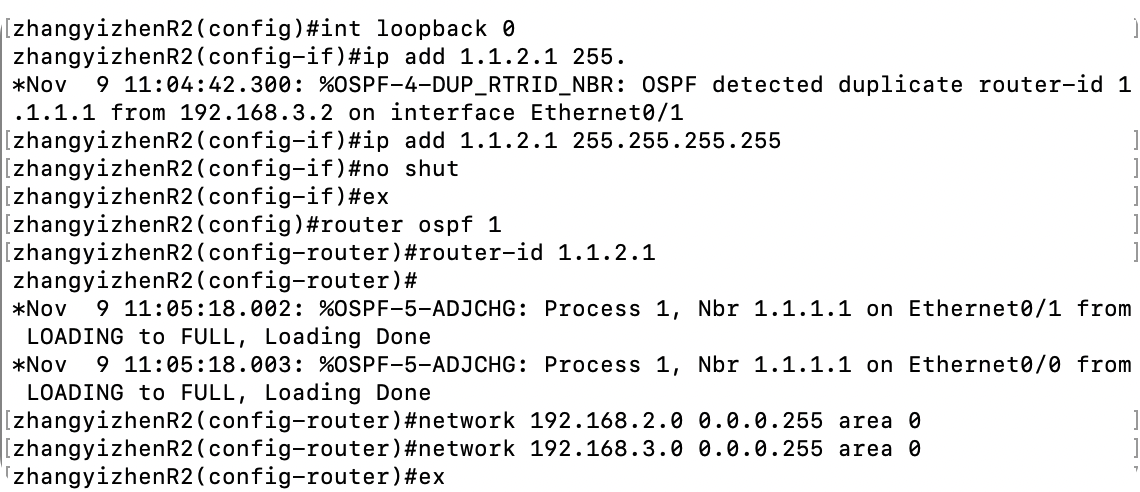 [zhangyizhenR2(config)#int loopback 0 ]
zhangyizhenR2(config-if)#ip add 1.1.2.1 255.
*Nov  9 11:04:42.300: %OSPF-4-DUP_RTRID_NBR: OSPF detected duplicate router-id 1
.1.1.1 from 192.168.3.2 on interface Ethernet0/1
[zhangyizhenR2(config-if)#ip add 1.1.2.1 255.255.255.255 ]
[zhangyizhenR2(config-if)#no shut ]
[zhangyizhenR2(config-if)#ex ]
[zhangyizhenR2(config)#router ospf 1 ]
[zhangyizhenR2(config-router)#router-id 1.1.2.1 ]
zhangyizhenR2(config-router)#
*Nov  9 11:05:18.002: %OSPF-5-ADJCHG: Process 1, Nbr 1.1.1.1 on Ethernet0/1 from
 LOADING to FULL, Loading Done
*Nov  9 11:05:18.003: %OSPF-5-ADJCHG: Process 1, Nbr 1.1.1.1 on Ethernet0/0 from
 LOADING to FULL, Loading Done
[zhangyizhenR2(config-router)#network 192.168.2.0 0.0.0.255 area 0 ]
[zhangyizhenR2(config-router)#network 192.168.3.0 0.0.0.255 area 0 ]
[zhangyizhenR2(config-router)#ex ]